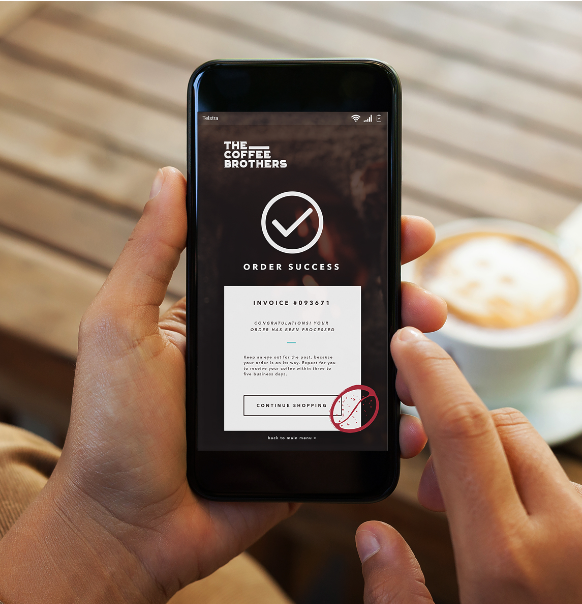 Telstra
THE
COFFEE
BROTHERS
ORDER SUCCESS
INVOICE #093671
CONGRATULATIONS! YOUR
ORDER HAS BEEN PROCESSED
Keep an eye out for the post, because
your order is on its way. Expect for you
to receive your coffee within three to
five business days.
CONTINUE SHOPPING
back to main menu >